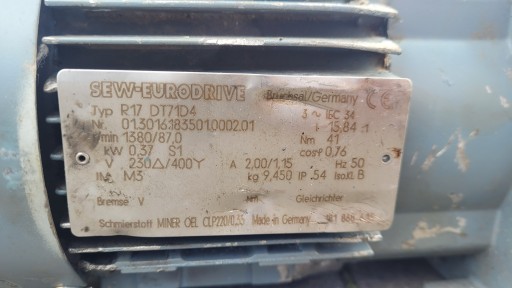 SEW-EURODRIVE Bruchsal/Germany CE
Typ R17 DT71D4 3 ~ IEC 34
Nr. 01.3016183501.0002.01 i 15,84 :1
1/min 1380/87,0 Nm 41
kW 0,37 S1 cosφ 0,76
V 230Δ/400Y A 2,00/1,15 Hz 50
IM M3 kg 9,450 IP 54 Iso.Kl. B
Bremse V Nm Gleichrichter
Schmierstoff MINER OEL CLP220/0,35 Made in Germany